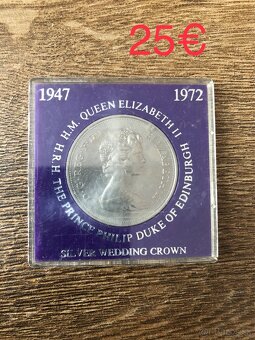 25€
1947 1972
H.R.H H.M. QUEEN ELIZABETH II
THE PRINCE PHILIP DUKE OF EDINBURGH
SILVER WEDDING CROWN